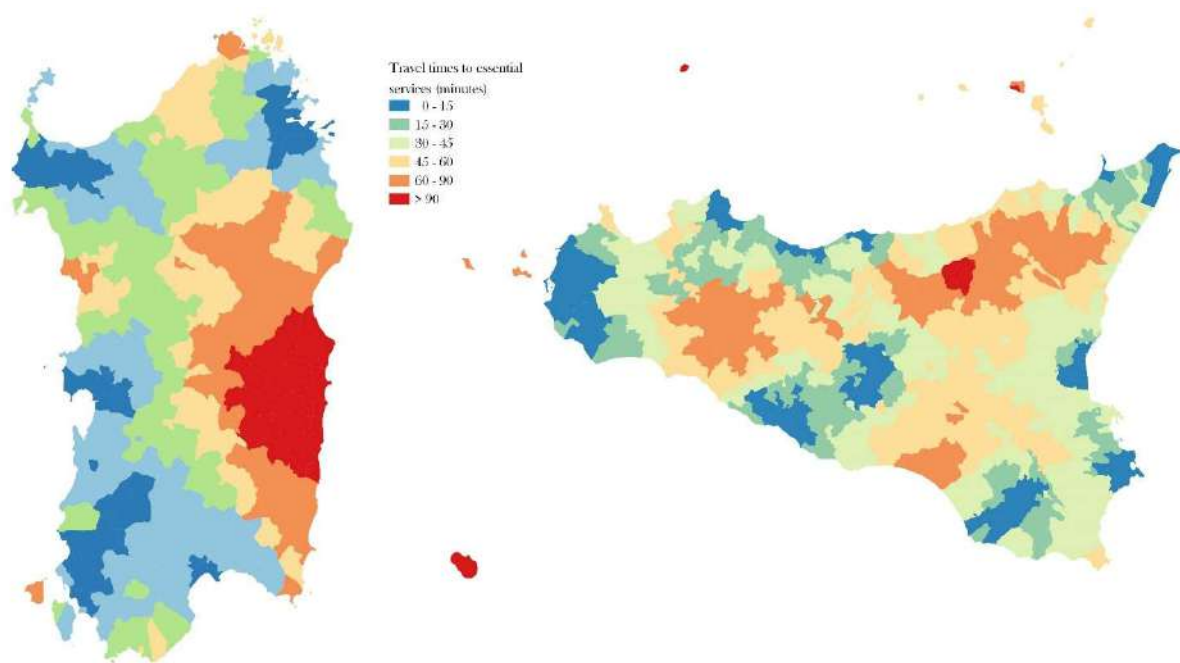 Travel times to essential
services (minutes)
0 - 15
15 - 30
30 - 45
45 - 60
60 - 90
> 90